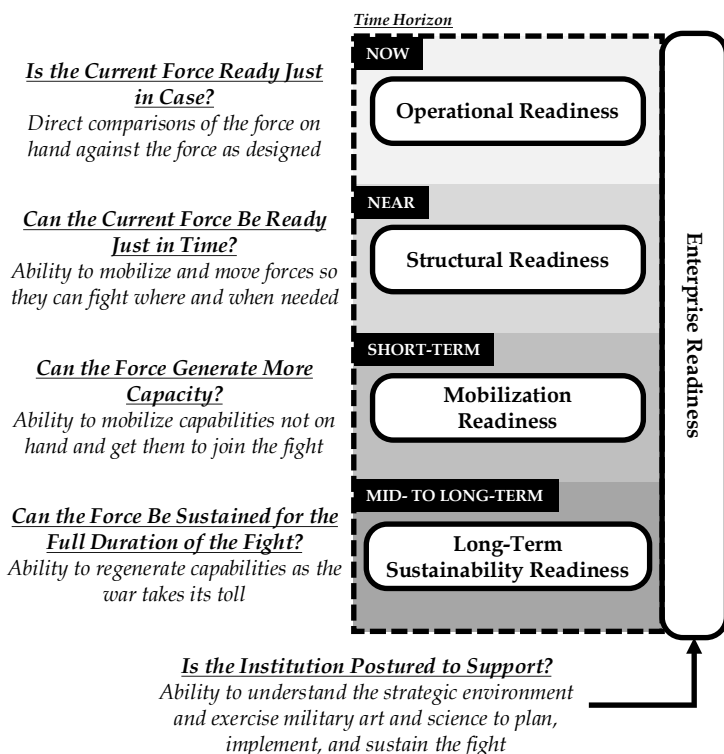 Time Horizon
NOW
Is the Current Force Ready Just
in Case?
Direct comparisons of the force on
hand against the force as designed
Operational Readiness
NEAR
Can the Current Force Be Ready
Just in Time?
Ability to mobilize and move forces so
they can fight where and when needed
Structural Readiness
SHORT-TERM
Can the Force Generate More
Capacity?
Ability to mobilize capabilities not on
hand and get them to join the fight
Mobilization
Readiness
MID- TO LONG-TERM
Can the Force Be Sustained for the
Full Duration of the Fight?
Ability to regenerate capabilities as the
war takes its toll
Long-Term
Sustainability Readiness
Enterprise Readiness
Is the Institution Postured to Support?
Ability to understand the strategic environment
and exercise military art and science to plan,
implement, and sustain the fight